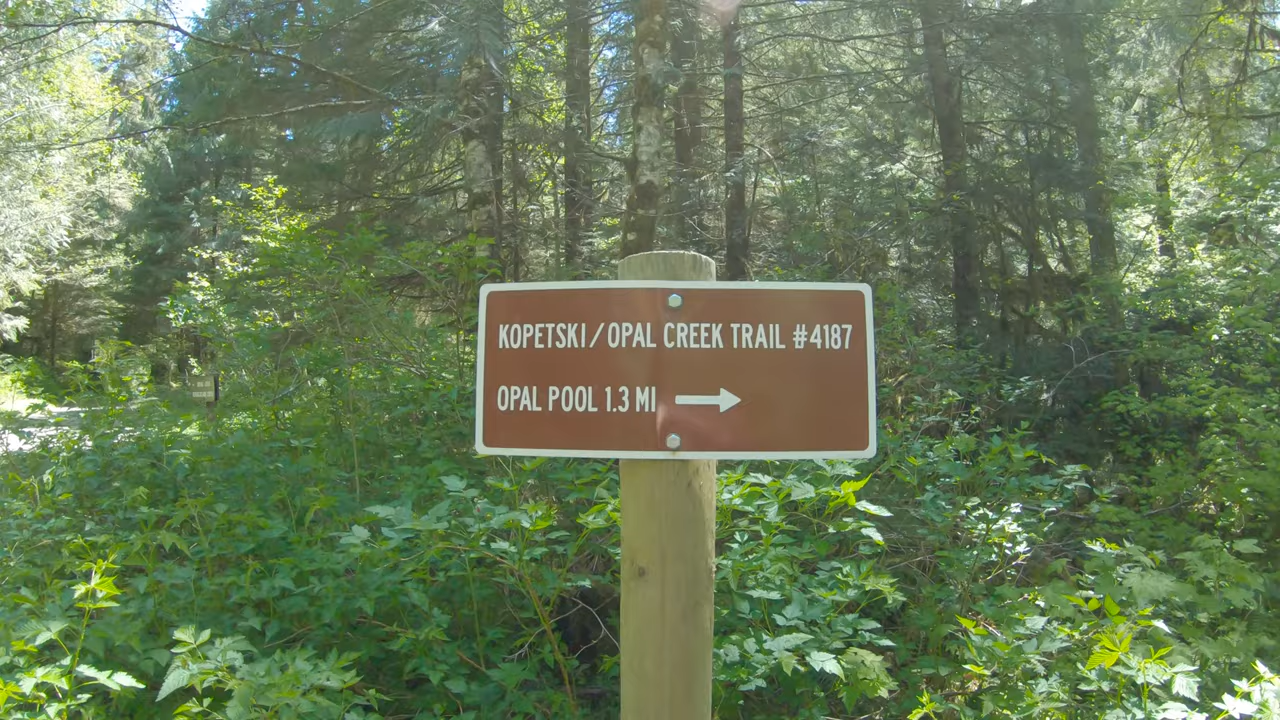 KOPETSKI/OPAL CREEK TRAIL #4187
OPAL POOL 1.3 MI →